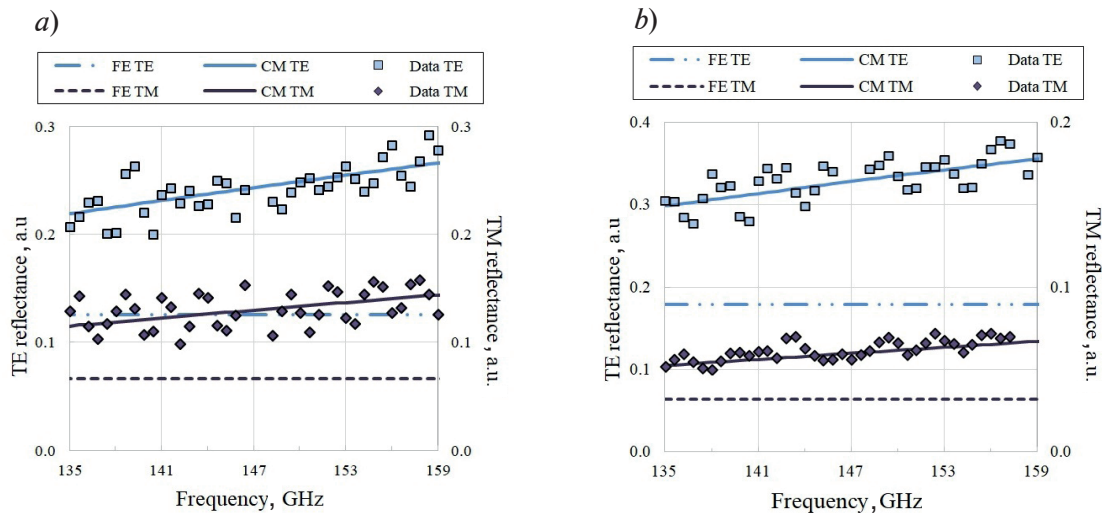 a)
FE TE CM TE Data TE
FE TM CM TM Data TM
0.3 0.3
0.2 0.2
0.1 0.1
0.0 0.0
135 141 147 153 159
TE reflectance, a.u
TM reflectance, a.u.
Frequency, GHz
b)
FE TE CM TE Data TE
FE TM CM TM Data TM
0.4 0.2
0.3
0.2 0.1
0.1
0.0 0.0
135 141 147 153 159
TE reflectance, a.u
TM reflectance, a.u.
Frequency, GHz